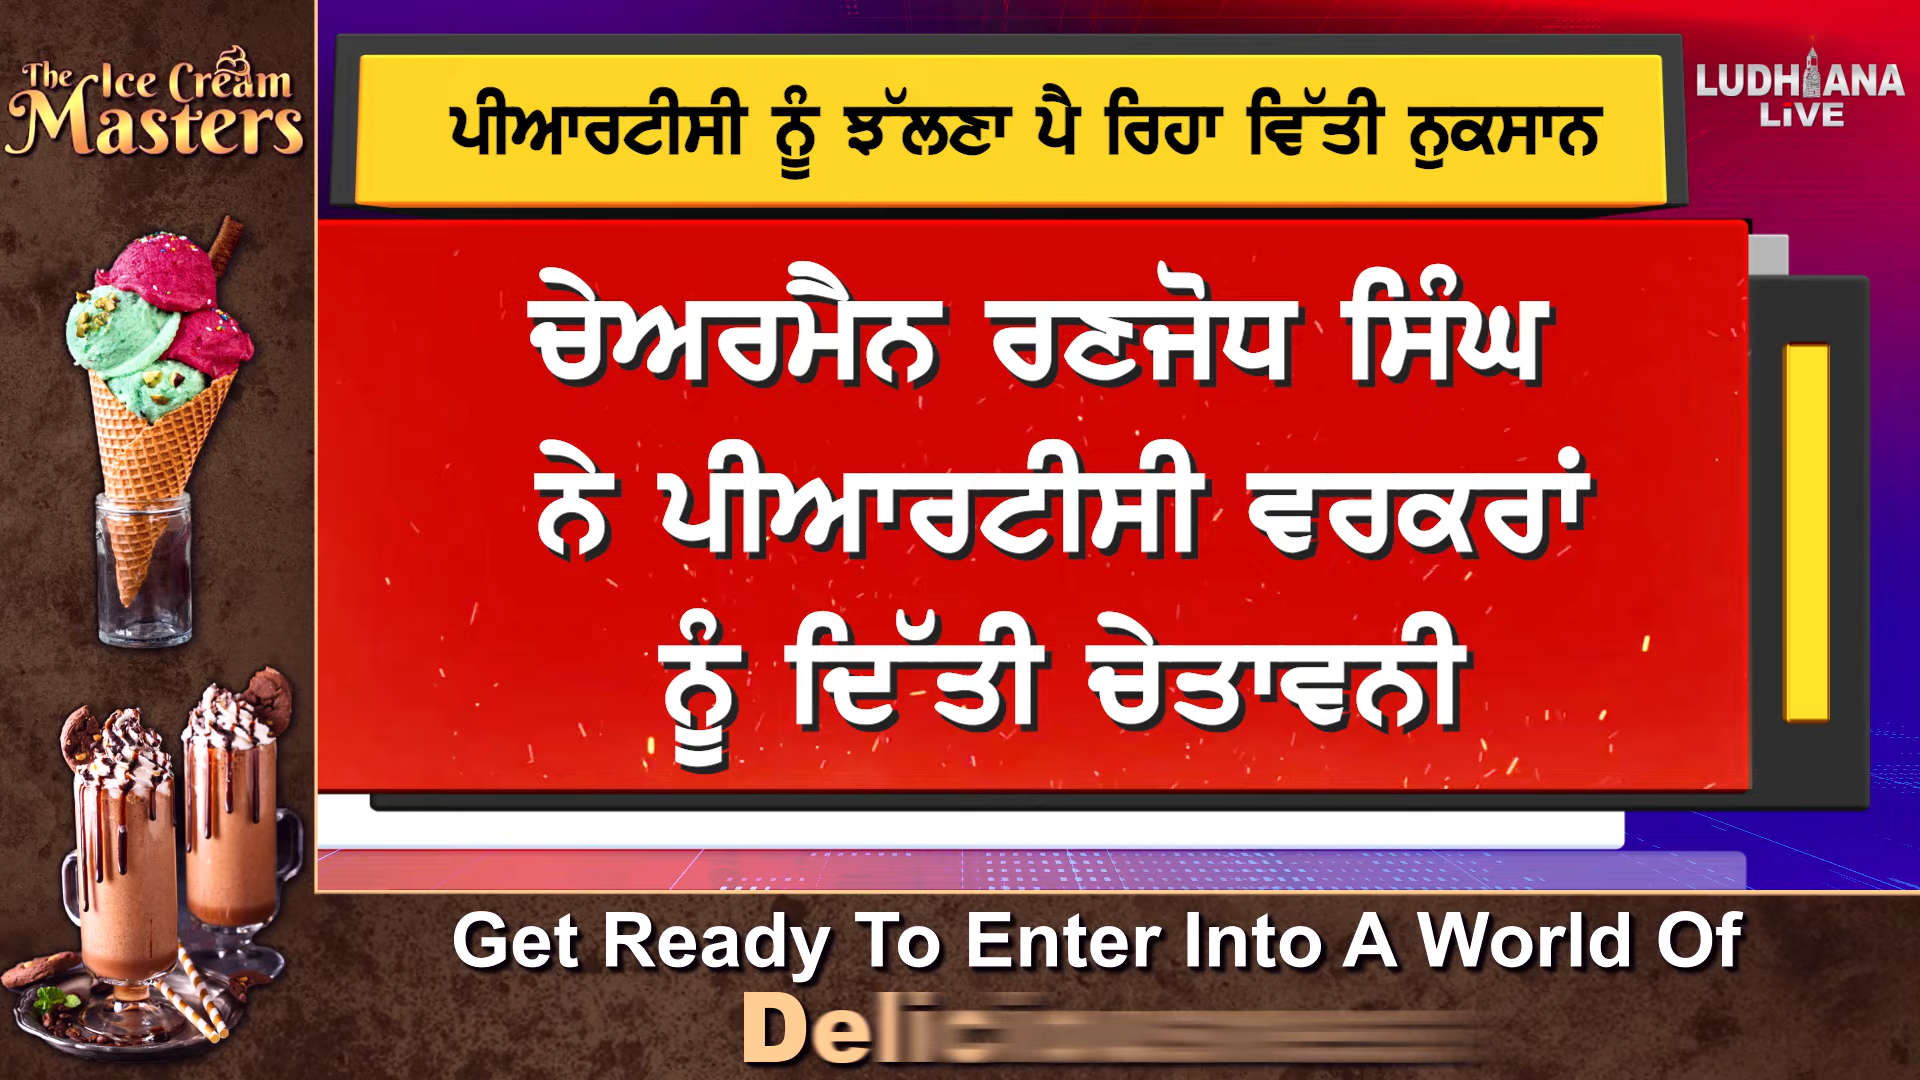 The Ice Cream
Masters
ਪੀਆਰਟੀਸੀ ਨੂੰ ਝੱਲਣਾ ਪੈ ਰਿਹਾ ਵਿੱਤੀ ਨੁਕਸਾਨ
LUDHIANA
LiVE
ਚੇਅਰਮੈਨ ਰਣਜੋਧ ਸਿੰਘ
ਨੇ ਪੀਆਰਟੀਸੀ ਵਰਕਰਾਂ
ਨੂੰ ਦਿੱਤੀ ਚੇਤਾਵਨੀ
Get Ready To Enter Into A World Of